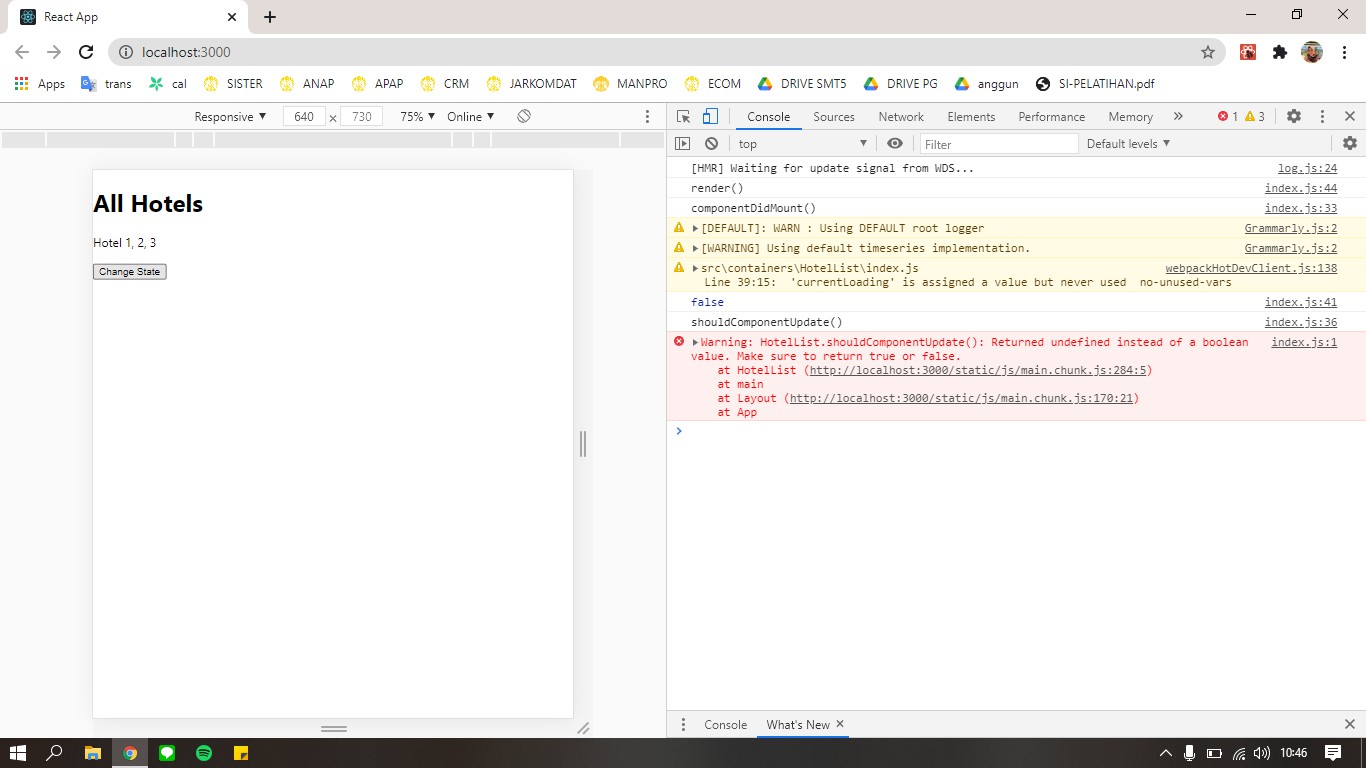 React App
localhost:3000
Apps trans cal SISTER ANAP APAP CRM JARKOMDAT MANPRO ECOM DRIVE SMT5 DRIVE PG anggun SI-PELATIHAN.pdf
Responsive ▼ 640 × 730 75% ▼ Online ▼
Console Sources Network Elements Performance Memory » 1 3
top ▼ Filter Default levels ▼
All Hotels
Hotel 1, 2, 3
Change State
[HMR] Waiting for update signal from WDS... log.js:24
render() index.js:44
componentDidMount() index.js:33
[DEFAULT]: WARN : Using DEFAULT root logger Grammarly.js:2
[WARNING] Using default timeseries implementation. Grammarly.js:2
src\containers\HotelList\index.js webpackHotDevClient.js:138
Line 39:15: 'currentLoading' is assigned a value but never used no-unused-vars
false index.js:41
shouldComponentUpdate() index.js:36
Warning: HotelList.shouldComponentUpdate(): Returned undefined instead of a boolean index.js:1
value. Make sure to return true or false.
at HotelList (http://localhost:3000/static/js/main.chunk.js:284:5)
at main
at Layout (http://localhost:3000/static/js/main.chunk.js:170:21)
at App
Console What's New
10:46